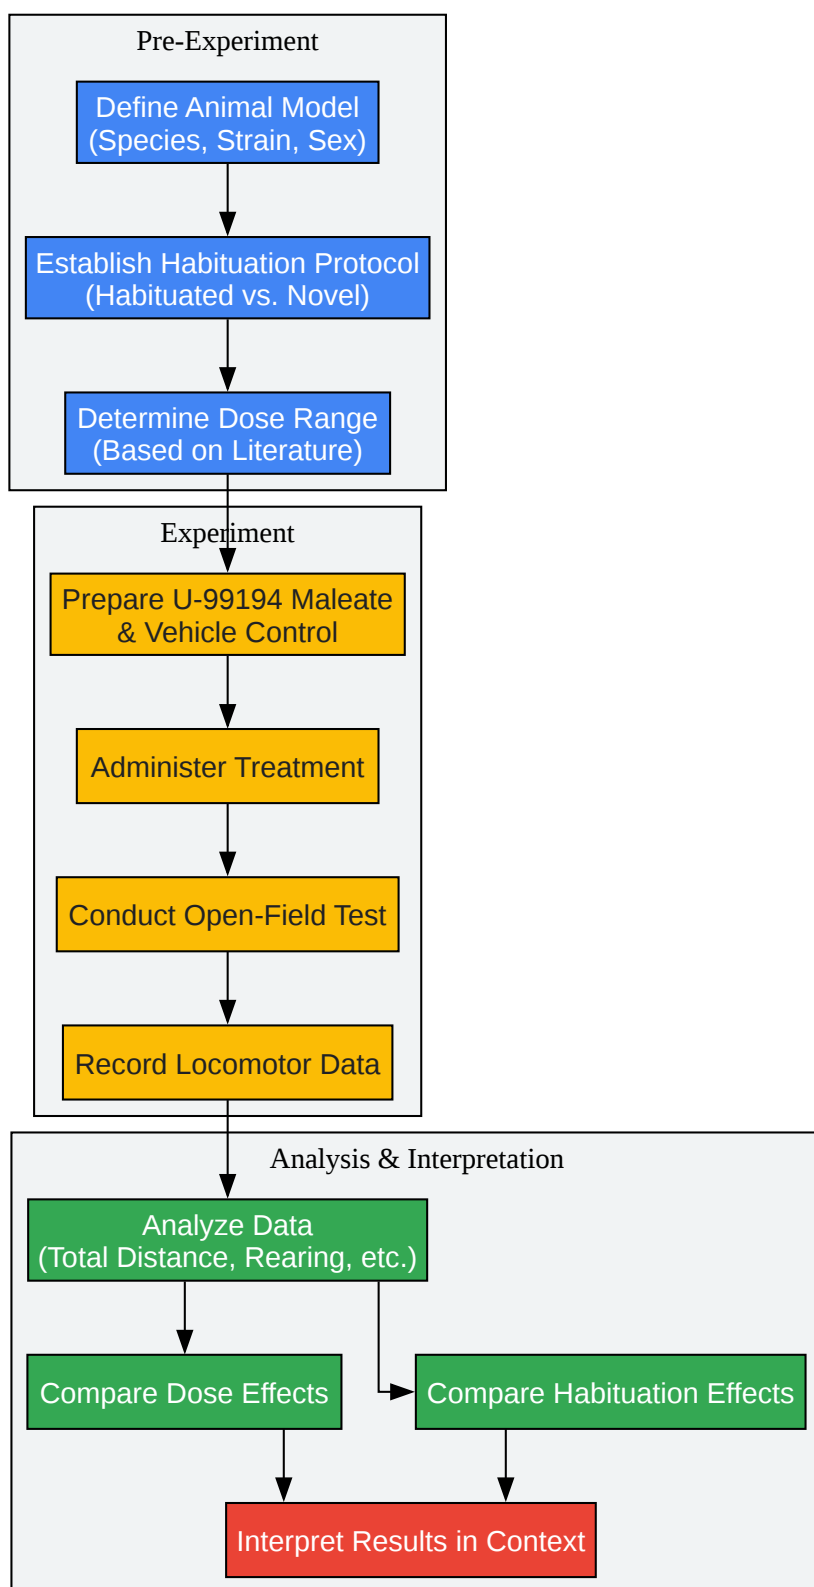 Pre-Experiment
Define Animal Model
(Species, Strain, Sex)
Establish Habituation Protocol
(Habituated vs. Novel)
Determine Dose Range
(Based on Literature)
Experiment
Prepare U-99194 Maleate
& Vehicle Control
Administer Treatment
Conduct Open-Field Test
Record Locomotor Data
Analysis & Interpretation
Analyze Data
(Total Distance, Rearing, etc.)
Compare Dose Effects
Compare Habituation Effects
Interpret Results in Context